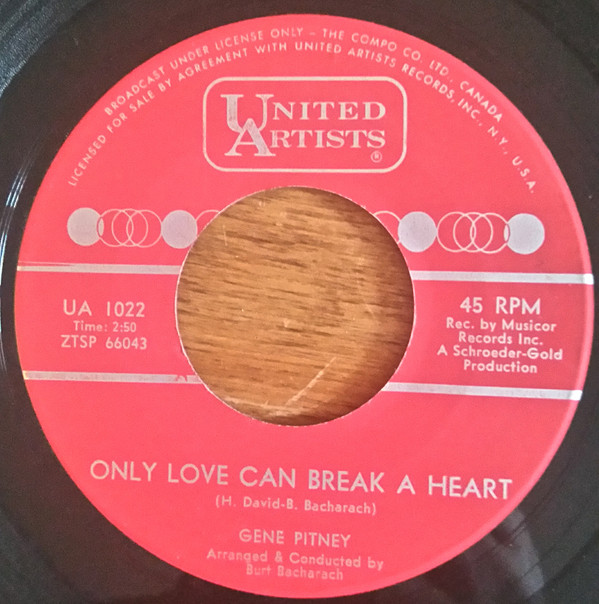 BROADCAST UNDER LICENSE ONLY - THE COMPO CO. LTD., CANADA
LICENSED FOR SALE BY AGREEMENT WITH UNITED ARTISTS RECORDS, INC., N.Y., U.S.A.
UNITED
ARTISTS
®
UA 1022
Time: 2:50
ZTSP 66043
45 RPM
Rec. by Musicor
Records Inc.
A Schroeder-Gold
Production
ONLY LOVE CAN BREAK A HEART
(H. David-B. Bacharach)
GENE PITNEY
Arranged & Conducted by
Burt Bacharach